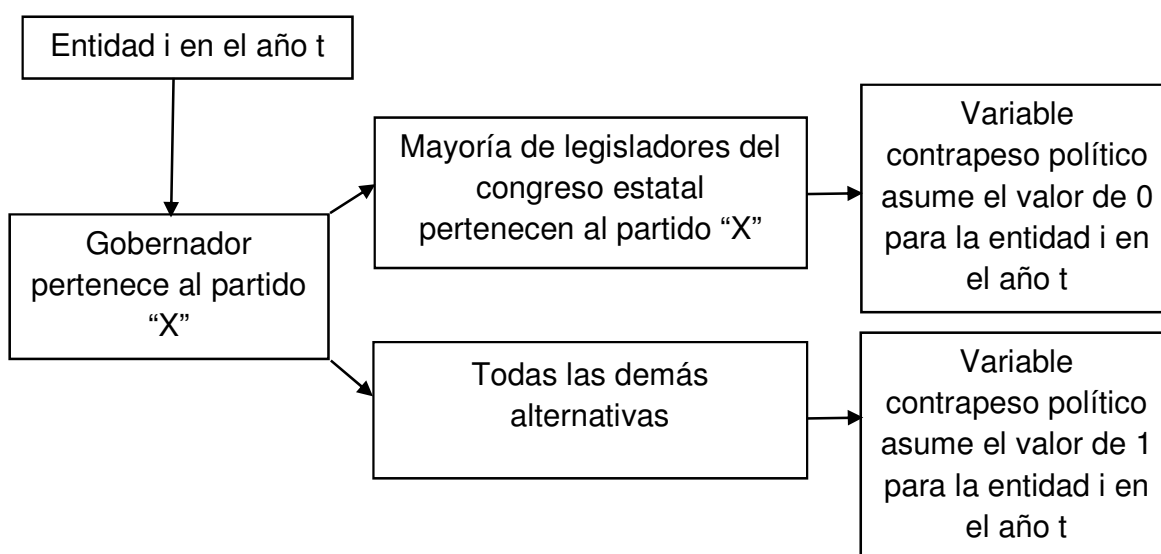 Entidad i en el año t
Gobernador
pertenece al partido
“X”
Mayoría de legisladores del
congreso estatal
pertenecen al partido “X”
Variable
contrapeso político
asume el valor de 0
para la entidad i en
el año t
Todas las demás
alternativas
Variable
contrapeso político
asume el valor de 1
para la entidad i en
el año t